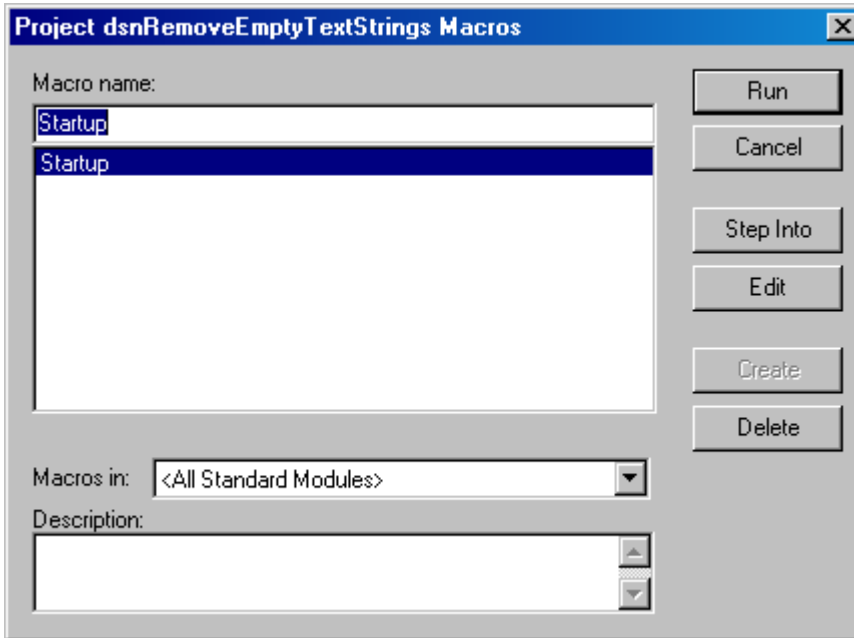 Project dsnRemoveEmptyTextStrings Macros
Macro name:
Startup
Startup
Run
Cancel
Step Into
Edit
Create
Delete
Macros in: <All Standard Modules>
Description: